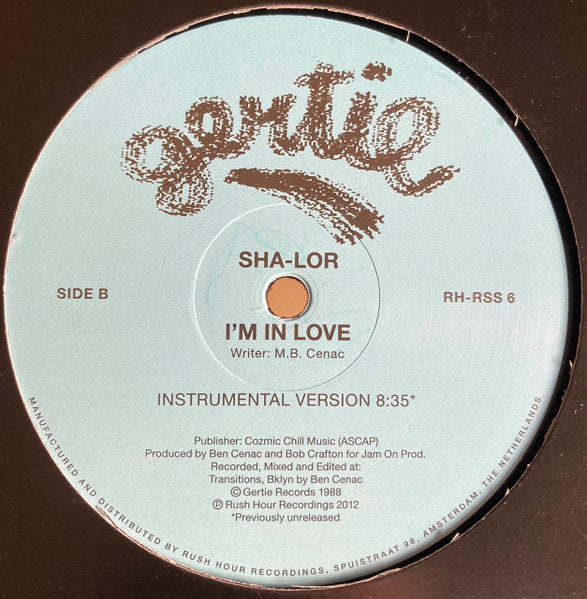 gertie
SHA-LOR
SIDE B
RH-RSS 6
I'M IN LOVE
Writer: M.B. Cenac
INSTRUMENTAL VERSION 8:35*
Publisher: Cozmic Chill Music (ASCAP)
Produced by Ben Cenac and Bob Crafton for Jam On Prod.
Recorded, Mixed and Edited at:
Transitions, Bklyn by Ben Cenac
Ⓒ Gertie Records 1988
Ⓟ Rush Hour Recordings 2012
*Previously unreleased
MANUFACTURED AND DISTRIBUTED BY RUSH HOUR RECORDINGS, SPUISTRAAT 98, AMSTERDAM, THE NETHERLANDS